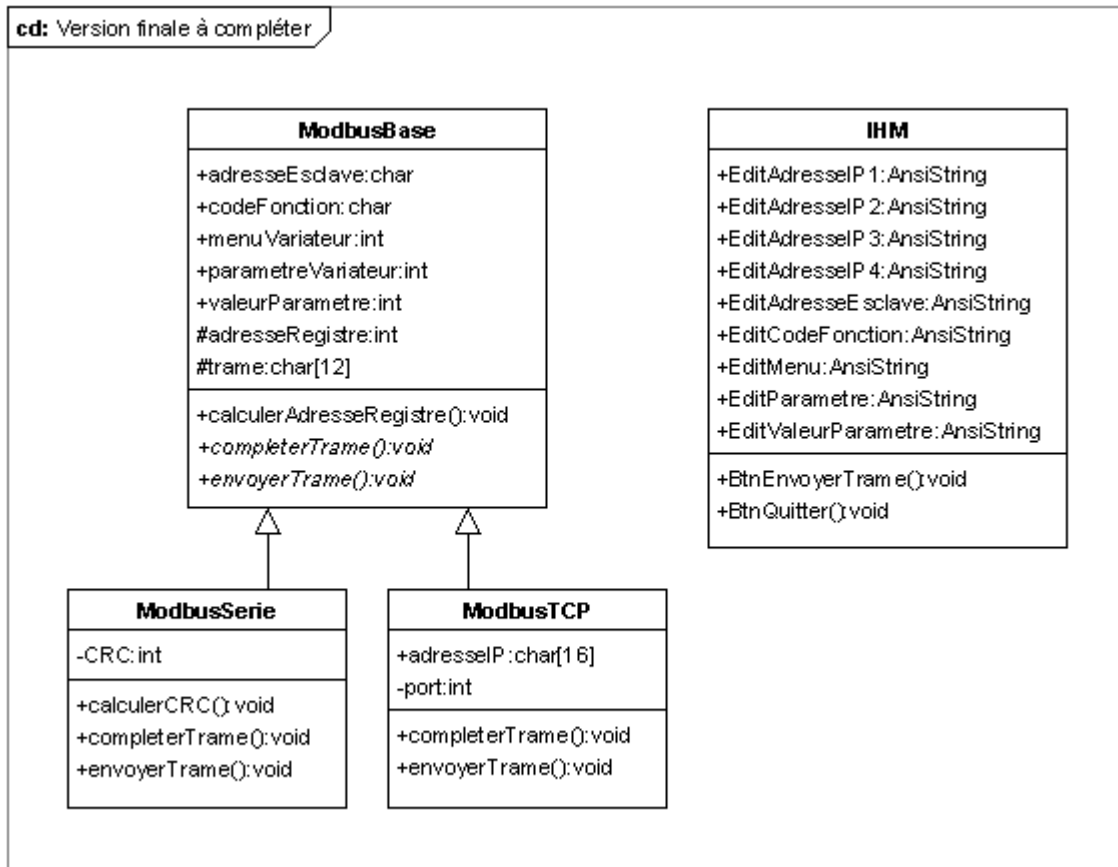 cd: Version finale à compléter
ModbusBase
+adresseEsclave:char
+codeFonction:char
+menuVariateur:int
+parametreVariateur:int
+valeurParametre:int
#adresseRegistre:int
#trame:char[12]
+calculerAdresseRegistre():void
+completerTrame():void
+envoyerTrame():void
IHM
+EditAdresseIP1:AnsiString
+EditAdresseIP2:AnsiString
+EditAdresseIP3:AnsiString
+EditAdresseIP4:AnsiString
+EditAdresseEsclave:AnsiString
+EditCodeFonction:AnsiString
+EditMenu:AnsiString
+EditParametre:AnsiString
+EditValeurParametre:AnsiString
+BtnEnvoyerTrame():void
+BtnQuitter():void
ModbusSerie
-CRC:int
+calculerCRC():void
+completerTrame():void
+envoyerTrame():void
ModbusTCP
+adresseIP:char[16]
-port:int
+completerTrame():void
+envoyerTrame():void